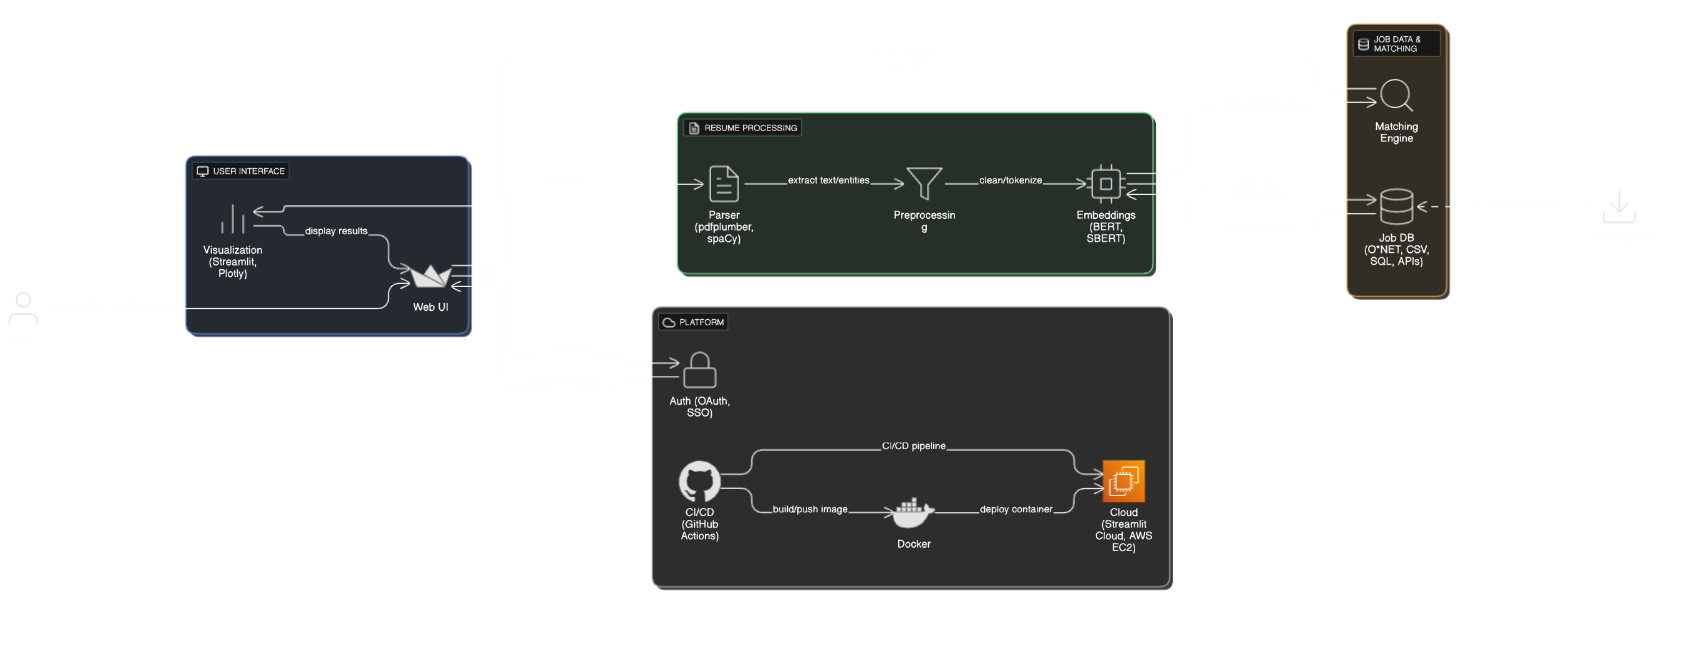 JOB DATA &
MATCHING
Matching
Engine
Job DB
(O*NET, CSV,
SQL, APIs)
RESUME PROCESSING
extract text/entities
clean/tokenize
Parser
(pdfplumber,
spaCy)
Preprocessin
g
Embeddings
(BERT,
SBERT)
USER INTERFACE
display results
Visualization
(Streamlit,
Plotly)
Web UI
PLATFORM
Auth (OAuth,
SSO)
CI/CD pipeline
build/push image
deploy container
CI/CD
(GitHub
Actions)
Docker
Cloud
(Streamlit
Cloud, AWS
EC2)